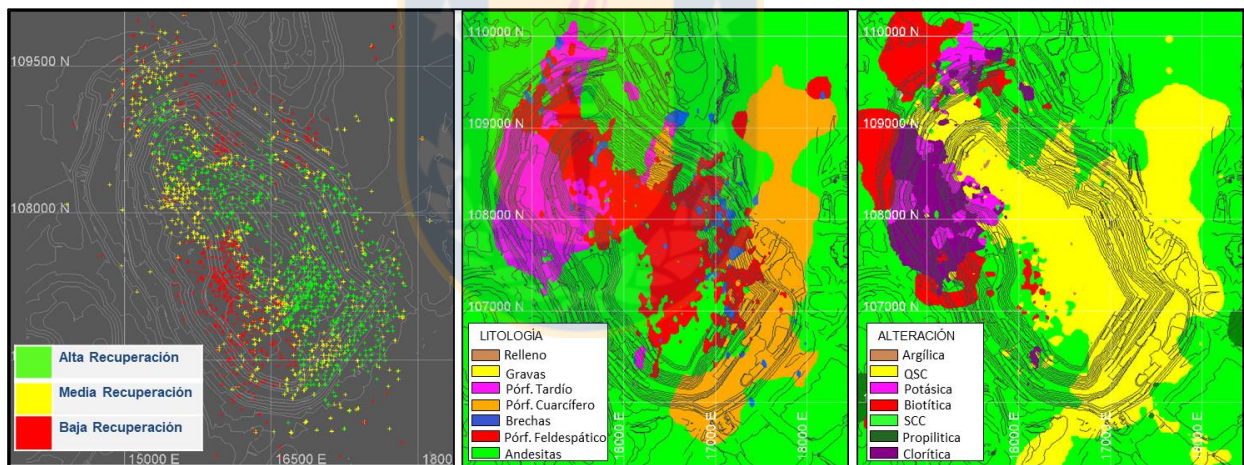 109500 N
108000 N
Alta Recuperación
Media Recuperación
Baja Recuperación
15000 E
16500 E
1800
110000 N
109000 N
108000 N
107000 N
LITOLOGÍA
Relleno
Gravas
Pórf. Tardío
Pórf. Cuarcífero
Brechas
Pórf. Feldespático
Andesitas
16000 E
17000 E
18000 E
110000 N
109000 N
108000 N
107000 N
ALTERACIÓN
Argílica
QSC
Potásica
Biotítica
SCC
Propilitica
Clorítica
16000 E
17000 E
18000 E